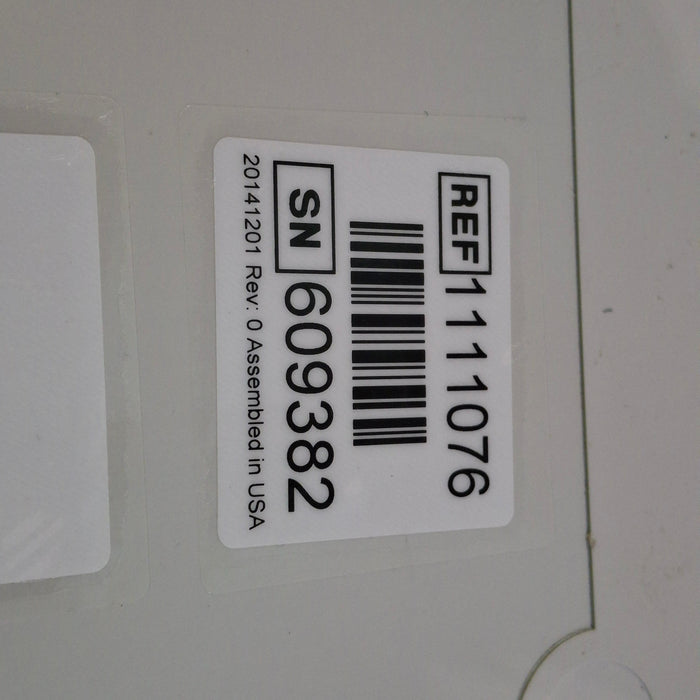 REF 1111076
SN 609382
20141201 Rev: 0 Assembled in USA